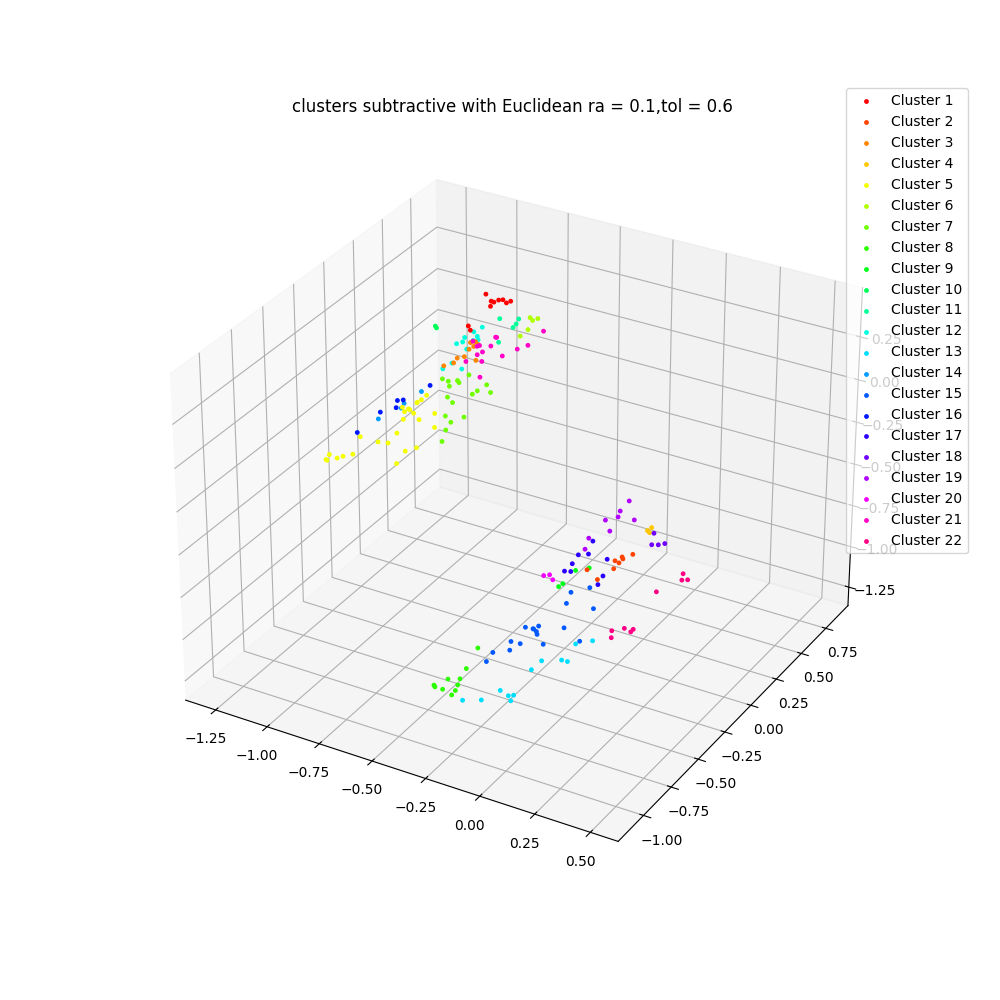 clusters subtractive with Euclidean ra = 0.1,tol = 0.6
Cluster 1
Cluster 2
Cluster 3
Cluster 4
Cluster 5
Cluster 6
Cluster 7
Cluster 8
Cluster 9
Cluster 10
Cluster 11
Cluster 12
Cluster 13
Cluster 14
Cluster 15
Cluster 16
Cluster 17
Cluster 18
Cluster 19
Cluster 20
Cluster 21
Cluster 22
0.25
0.00
−0.25
−0.50
−0.75
−1.00
−1.25
0.75
0.50
0.25
0.00
−0.25
−0.50
−0.75
−1.00
−1.25
−1.00
−0.75
−0.50
−0.25
0.00
0.25
0.50